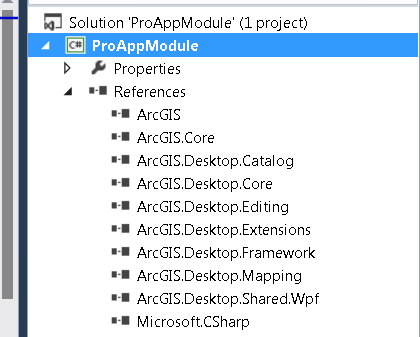 Solution 'ProAppModule' (1 project)
C# ProAppModule
Properties
References
ArcGIS
ArcGIS.Core
ArcGIS.Desktop.Catalog
ArcGIS.Desktop.Core
ArcGIS.Desktop.Editing
ArcGIS.Desktop.Extensions
ArcGIS.Desktop.Framework
ArcGIS.Desktop.Mapping
ArcGIS.Desktop.Shared.Wpf
Microsoft.CSharp